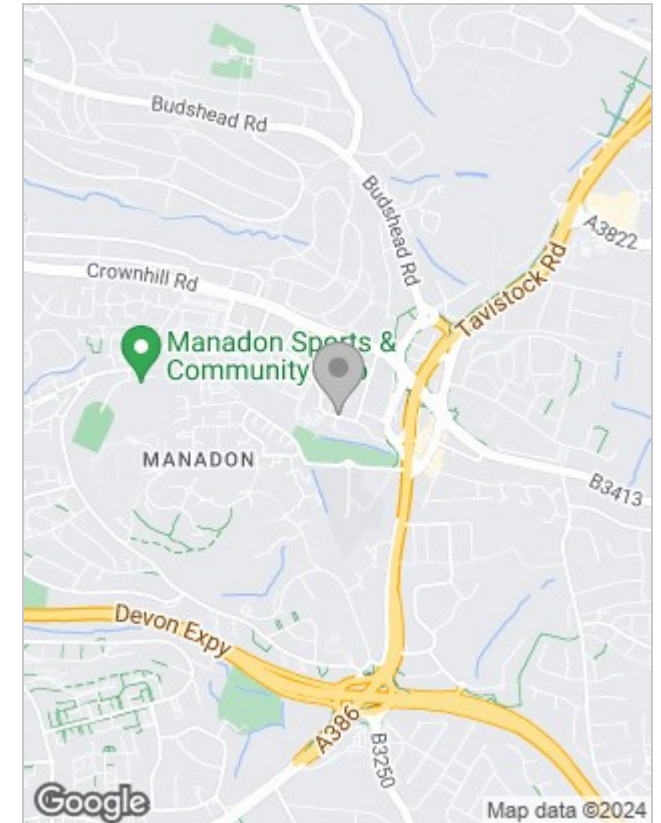 Budshead Rd
Budshead Rd
A3822
Crownhill Rd
Tavistock Rd
Manadon Sports &
Community
MANADON
B3413
Devon Expy
A386
B3250
Google
Map data ©2024